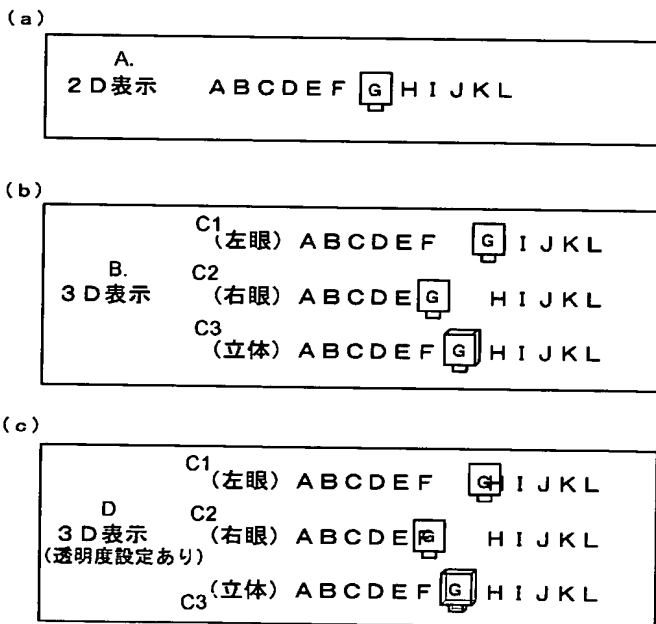 (a)
A.
2D表示 ABCDEF G HIJKL
(b)
C1
(左眼) ABCDEF G IJKL
B.
3D表示
C2
(右眼) ABCDE G HIJKL
C3
(立体) ABCDEF G HIJKL
(c)
C1
(左眼) ABCDEF GH IJKL
D
3D表示
(透明度設定あり)
C2
(右眼) ABCDE FG HIJKL
C3 (立体) ABCDEF G HIJKL